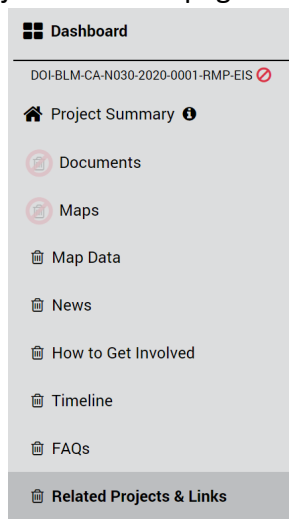 Dashboard
DOI-BLM-CA-N030-2020-0001-RMP-EIS
Project Summary
Documents
Maps
Map Data
News
How to Get Involved
Timeline
FAQs
Related Projects & Links